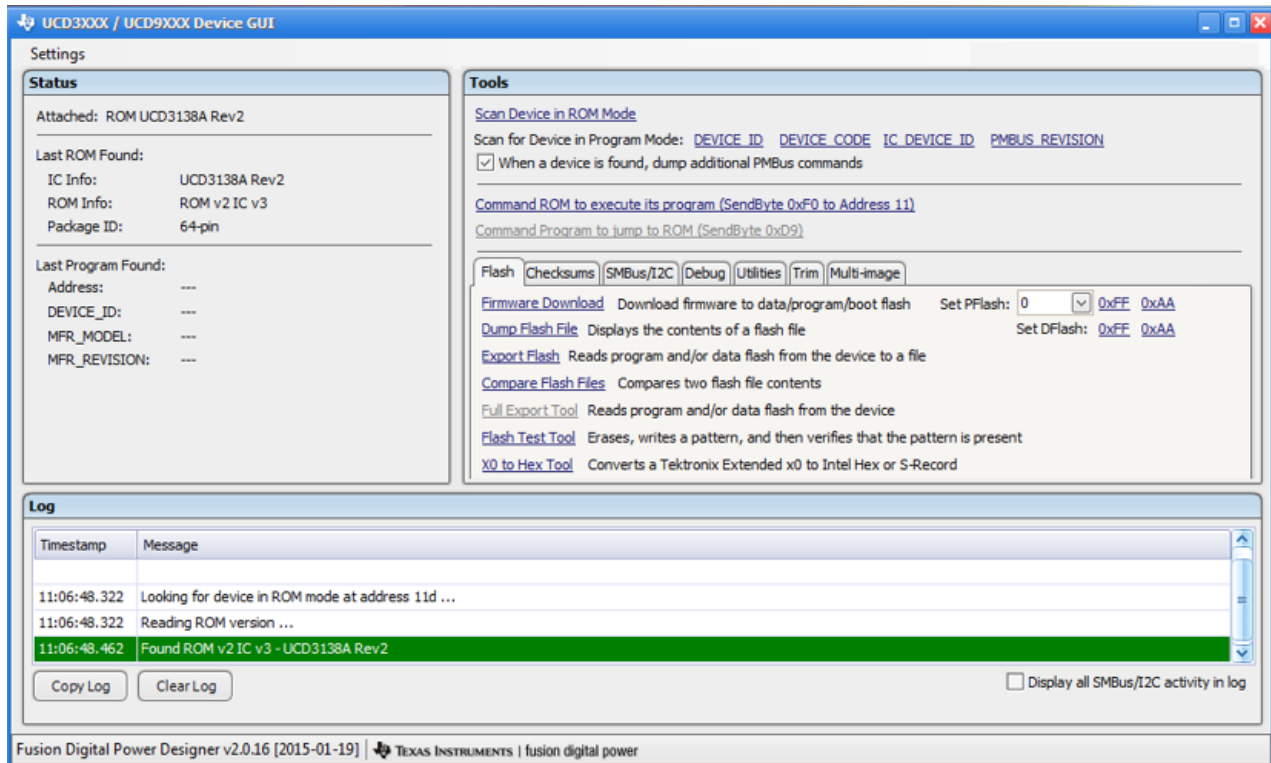 UCD3XXX / UCD9XXX Device GUI
Settings
Status
Attached: ROM UCD3138A Rev2
Last ROM Found:
IC Info: UCD3138A Rev2
ROM Info: ROM v2 IC v3
Package ID: 64-pin
Last Program Found:
Address: ---
DEVICE_ID: ---
MFR_MODEL: ---
MFR_REVISION: ---
Tools
Scan Device in ROM Mode
Scan for Device in Program Mode: DEVICE_ID DEVICE_CODE IC_DEVICE_ID PMBUS_REVISION
When a device is found, dump additional PMBus commands
Command ROM to execute its program (SendByte 0xF0 to Address 11)
Command Program to jump to ROM (SendByte 0xD9)
Flash Checksums SMBus/I2C Debug Utilities Trim Multi-image
Firmware Download Download firmware to data/program/boot flash Set PFlash: 0 0xFF 0xAA
Dump Flash File Displays the contents of a flash file Set DFlash: 0xFF 0xAA
Export Flash Reads program and/or data flash from the device to a file
Compare Flash Files Compares two flash file contents
Full Export Tool Reads program and/or data flash from the device
Flash Test Tool Erases, writes a pattern, and then verifies that the pattern is present
X0 to Hex Tool Converts a Tektronix Extended x0 to Intel Hex or S-Record
Log
Timestamp Message
11:06:48.322 Looking for device in ROM mode at address 11d ...
11:06:48.322 Reading ROM version ...
11:06:48.462 Found ROM v2 IC v3 - UCD3138A Rev2
Copy Log Clear Log Display all SMBus/I2C activity in log
Fusion Digital Power Designer v2.0.16 [2015-01-19] TEXAS INSTRUMENTS | fusion digital power